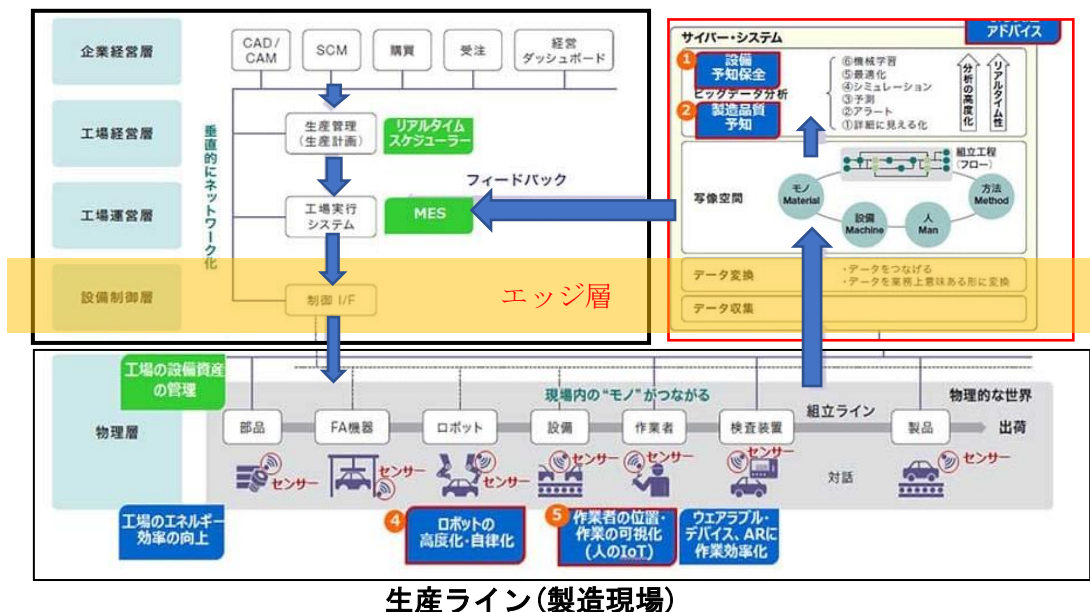 企業経営層
CAD/
CAM
SCM
購買
受注
経営
ダッシュボード
工場経営層
生産管理
(生産計画)
リアルタイム
スケジューラー
垂直的にネットワーク化
工場運営層
工場実行
システム
MES
フィードバック
設備制御層
制御 I/F
エッジ層
アドバイス
サイバー・システム
1 設備
予知保全
ビッグデータ分析
2 製造品質
予知
⑥機械学習
⑤最適化
④シミュレーション
③予測
②アラート
①詳細に見える化
分析の高度化
リアルタイム性
写像空間
組立工程
(フロー)
モノ
Material
設備
Machine
人
Man
方法
Method
データ変換
・データをつなげる
・データを業務上意味ある形に変換
データ収集
物理層
工場の設備資産
の管理
現場内の“モノ”がつながる
物理的な世界
部品
FA機器
ロボット
設備
作業者
検査装置
組立ライン
製品
出荷
センサー
センサー
センサー
センサー
センサー
センサー
対話
センサー
工場のエネルギー
効率の向上
4 ロボットの
高度化・自律化
5 作業者の位置・
作業の可視化
(人のIoT)
ウェアラブル・
デバイス、ARに
作業効率化
生産ライン(製造現場)